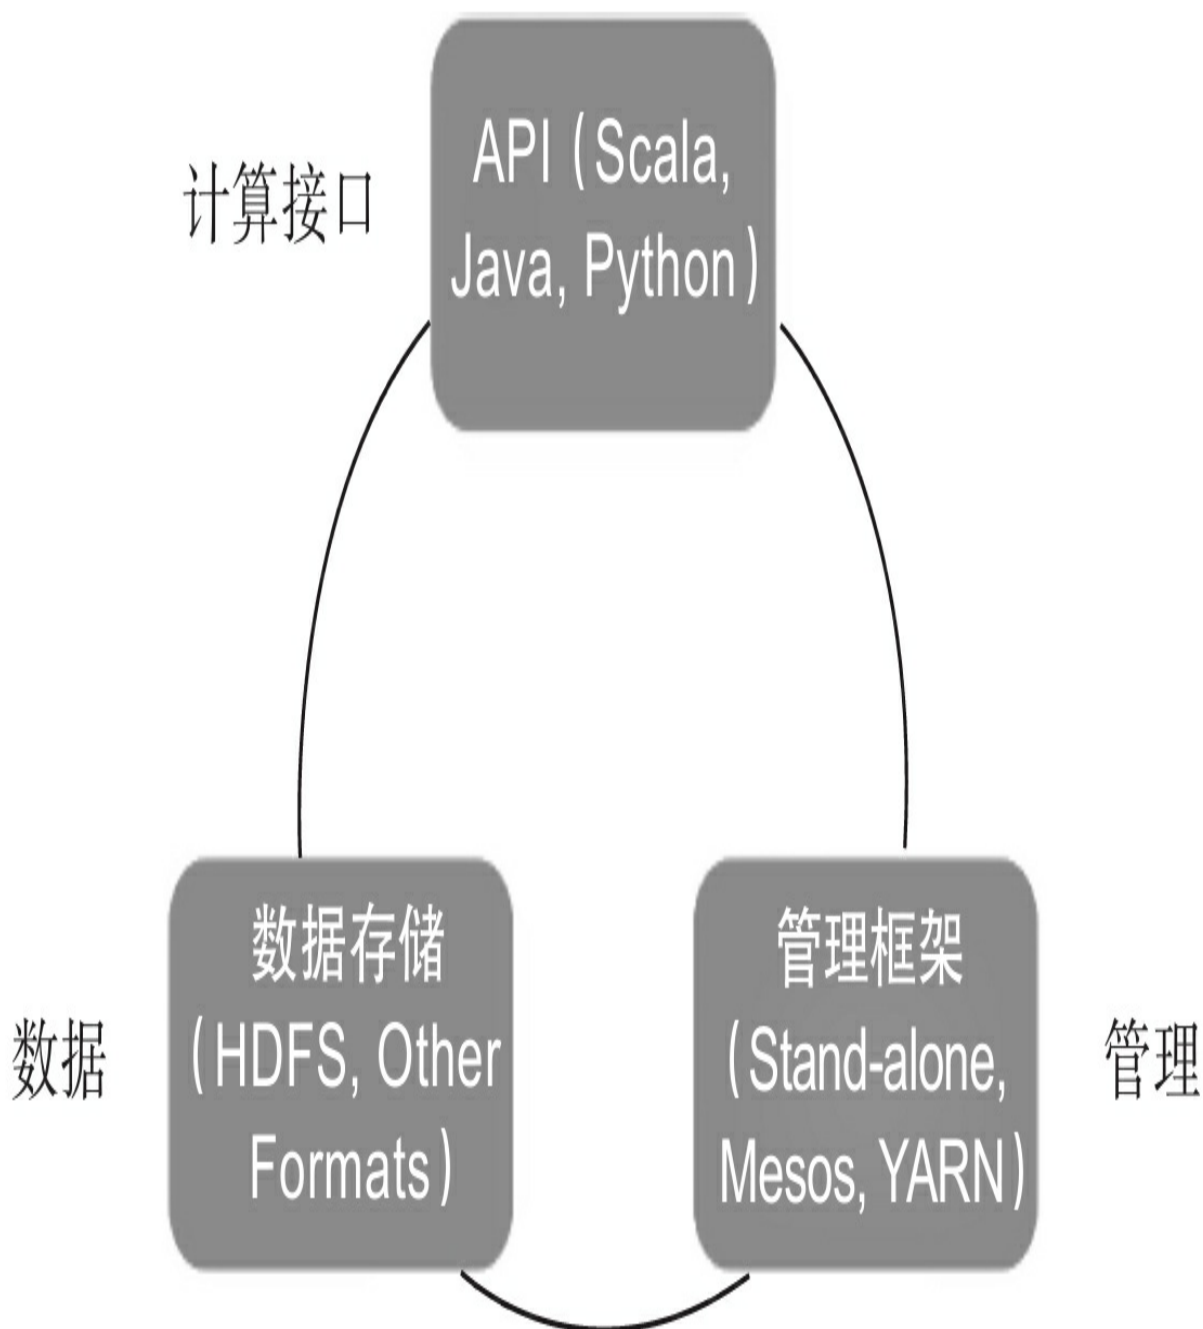 计算接口
API（Scala,
Java, Python）
数据
数据存储
（HDFS, Other
Formats）
管理框架
（Stand-alone,
Mesos, YARN）
管理